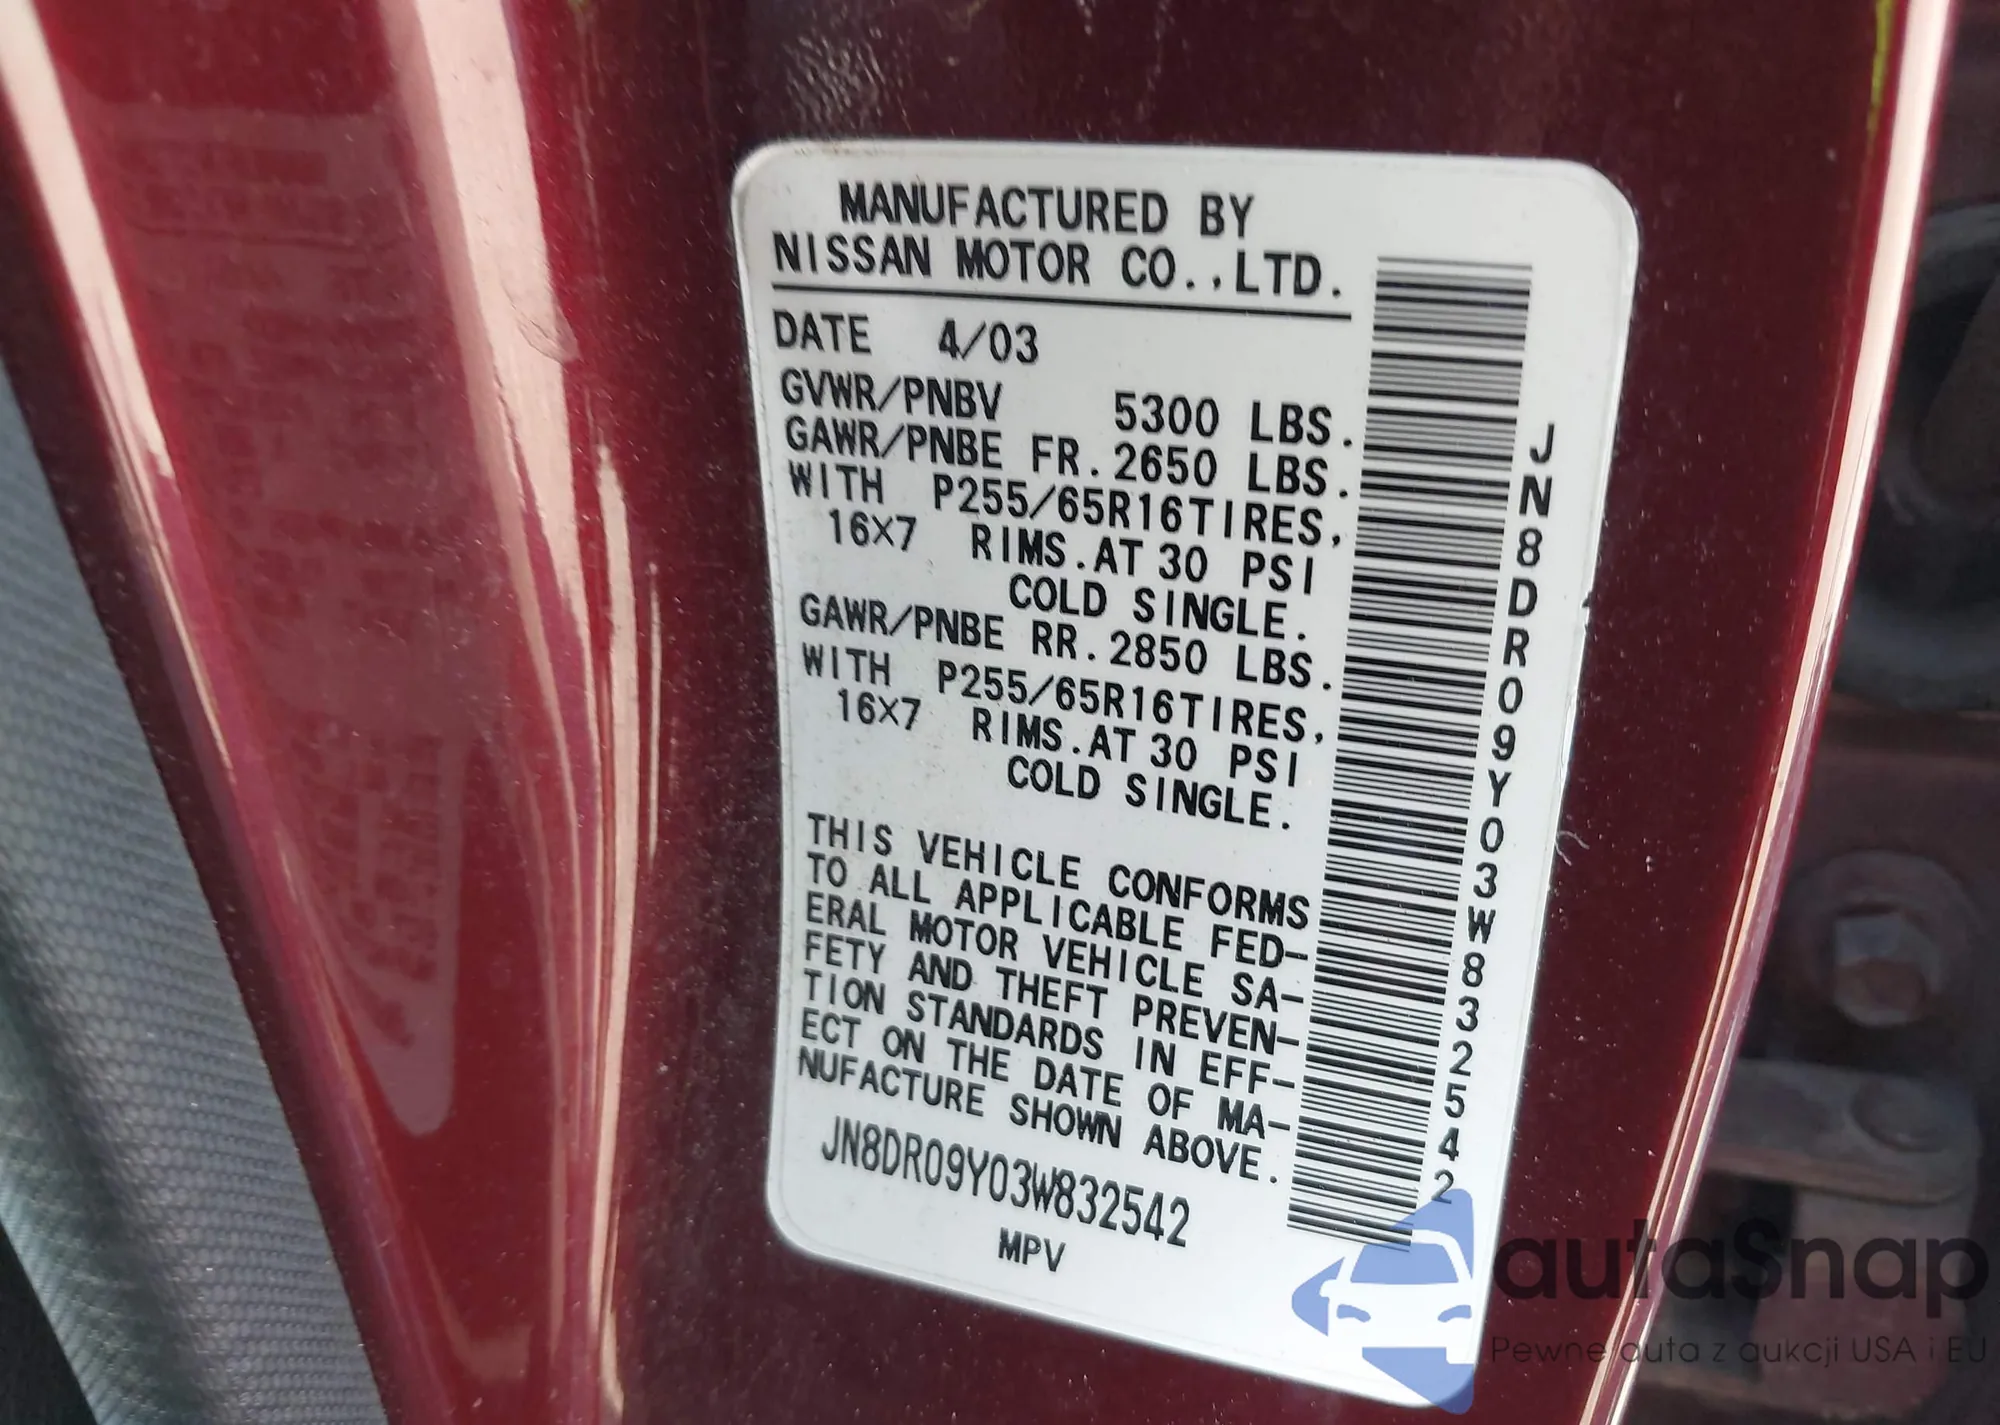 MANUFACTURED BY
NISSAN MOTOR CO.,LTD.
DATE 4/03
GVWR/PNBV 5300 LBS.
GAWR/PNBE FR. 2650 LBS.
WITH P255/65R16TIRES,
16X7 RIMS.AT 30 PSI
COLD SINGLE.
GAWR/PNBE RR. 2850 LBS.
WITH P255/65R16TIRES,
16X7 RIMS.AT 30 PSI
COLD SINGLE.
THIS VEHICLE CONFORMS
TO ALL APPLICABLE FED-
ERAL MOTOR VEHICLE SA-
FETY AND THEFT PREVEN-
TION STANDARDS IN EFF-
ECT ON THE DATE OF MA-
NUFACTURE SHOWN ABOVE.
JN8DR09Y03W832542
MPV
JN8DR09Y03W832542
autaSnap
Pewne auta z aukcji USA i EU